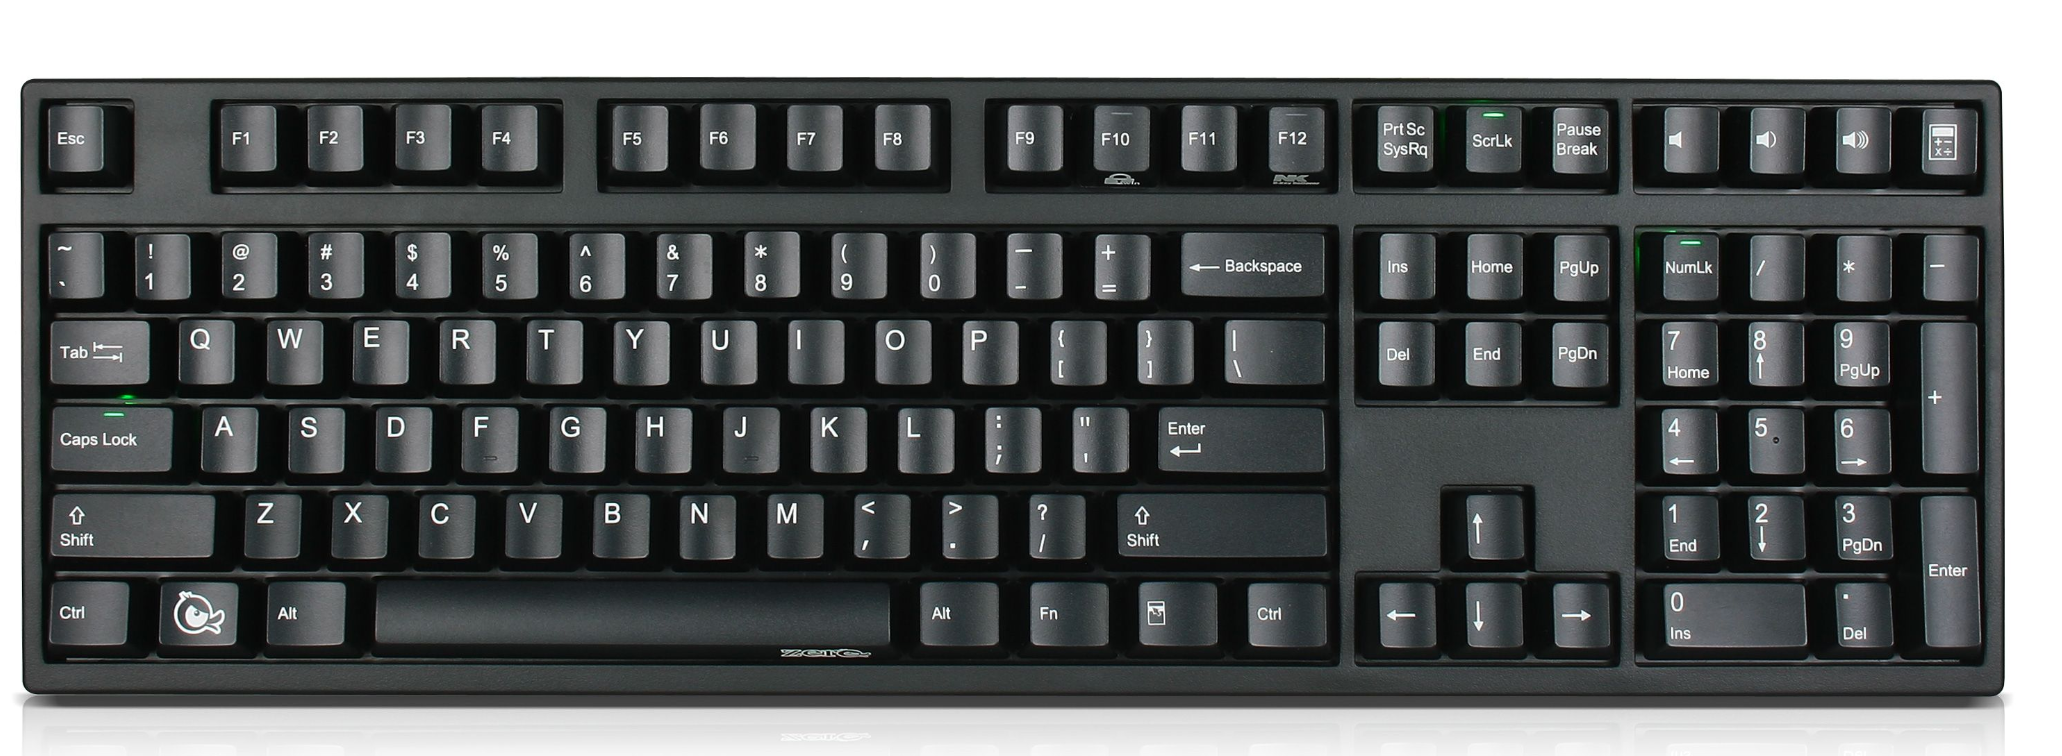 Esc F1 F2 F3 F4 F5 F6 F7 F8 F9 F10 F11 F12 Prt Sc SysRq ScrLk Pause Break
~ ` ! 1 @ 2 # 3 $ 4 % 5 ^ 6 & 7 * 8 ( 9 ) 0 — - + = ← Backspace Ins Home PgUp NumLk / * −
Tab Q W E R T Y U I O P { [ } ] | \ Del End PgDn 7 Home 8 ↑ 9 PgUp +
Caps Lock A S D F G H J K L : ; " ' Enter 4 ← 5 6 →
⇧ Shift Z X C V B N M < , > . ? / ⇧ Shift ↑ 1 End 2 ↓ 3 PgDn Enter
Ctrl Alt Alt Fn Ctrl ← ↓ → 0 Ins . Del
zero